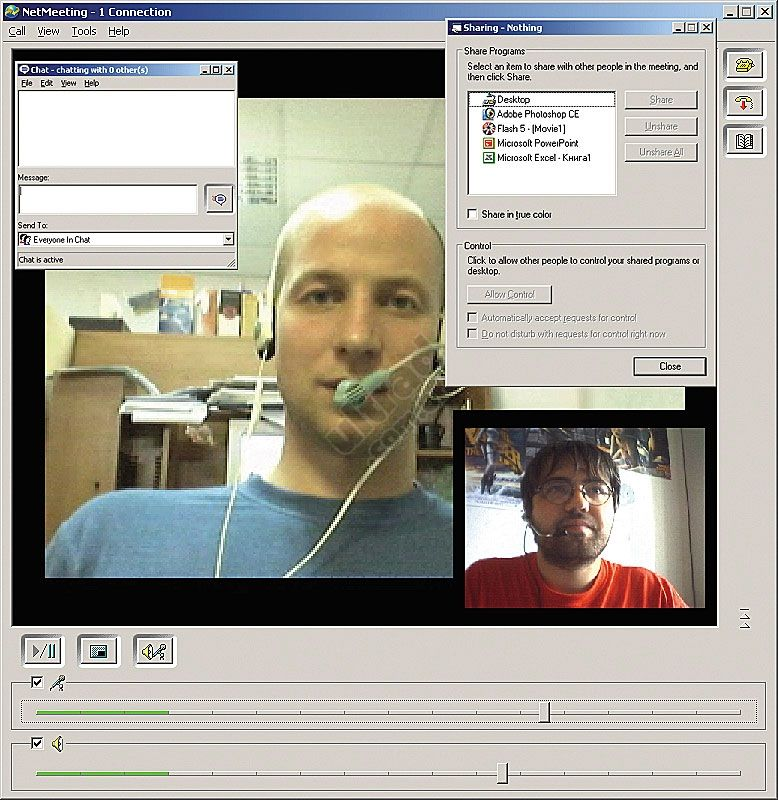 NetMeeting - 1 Connection
Call View Tools Help
Chat - chatting with 0 other(s)
File Edit View Help
Message:
Send To:
Everyone In Chat
Chat is active
Sharing - Nothing
Share Programs
Select an item to share with other people in the meeting, and
then click Share.
Desktop
Adobe Photoshop CE
Flash 5 - [Movie1]
Microsoft PowerPoint
Microsoft Excel - Книга1
Share
Unshare
Unshare All
Share in true color
Control
Click to allow other people to control your shared programs or
desktop.
Allow Control
Automatically accept requests for control
Do not disturb with requests for control right now
Close